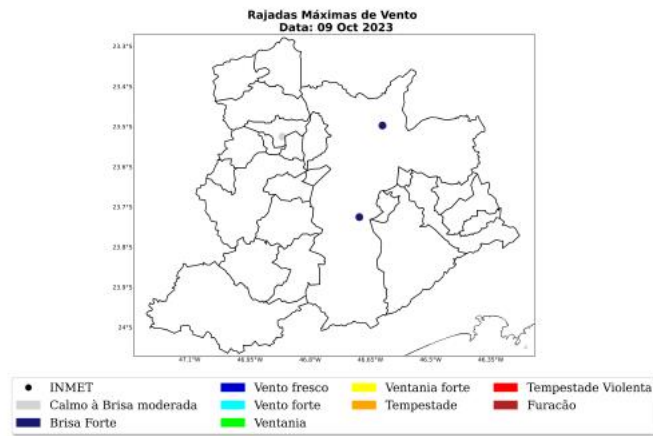 Rajadas Máximas de Vento
Data: 09 Oct 2023
23.3°S
23.4°S
23.5°S
23.6°S
23.7°S
23.8°S
23.9°S
24°S
47.1°W
46.95°W
46.8°W
46.65°W
46.5°W
46.35°W
INMET
Vento fresco
Ventania forte
Tempestade Violenta
Calmo à Brisa moderada
Vento forte
Tempestade
Furacão
Brisa Forte
Ventania